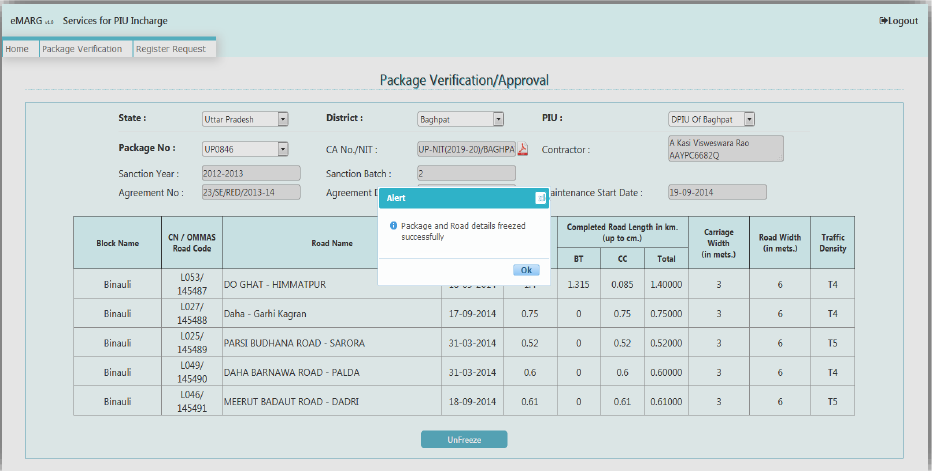 eMARG v1.0 Services for PIU Incharge Logout
Home Package Verification Register Request
Package Verification/Approval
State : Uttar Pradesh District : Baghpat PIU : DPIU Of Baghpat
Package No : UP0846 CA No./NIT : UP-NIT(2019-20)/BAGHPA Contractor : A Kasi Visweswara Rao
AAYPC6682Q
Sanction Year : 2012-2013 Sanction Batch : 2
Agreement No : 23/SE/RED/2013-14 Agreement aintenance Start Date : 19-09-2014
Alert
Package and Road details freezed
successfully
Ok
Block Name CN / OMMAS
Road Code Road Name Completed Road Length in km.
(up to cm.) Carriage
Width
(in mets.) Road Width
(in mets.) Traffic
Density
BT CC Total
Binauli L053/
145487 DO GHAT - HIMMATPUR 1.315 0.085 1.40000 3 6 T4
Binauli L027/
145488 Daha - Garhi Kagran 17-09-2014 0.75 0 0.75 0.75000 3 6 T4
Binauli L025/
145489 PARSI BUDHANA ROAD - SARORA 31-03-2014 0.52 0 0.52 0.52000 3 6 T5
Binauli L049/
145490 DAHA BARNAWA ROAD - PALDA 31-03-2014 0.6 0 0.6 0.60000 3 6 T4
Binauli L046/
145491 MEERUT BADAUT ROAD - DADRI 18-09-2014 0.61 0 0.61 0.61000 3 6 T5
UnFreeze